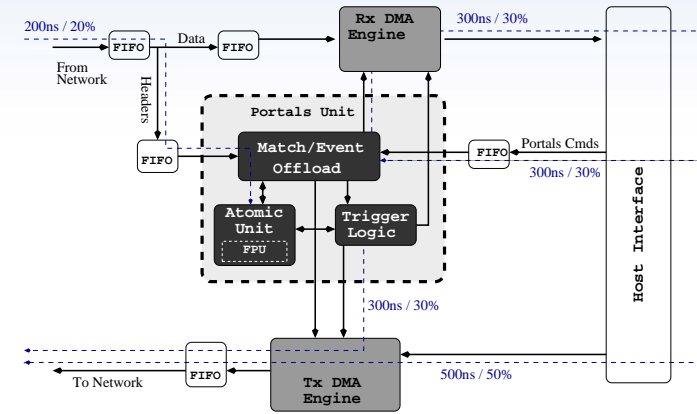 200ns / 20%
FIFO
Data
FIFO
Rx DMA
Engine
300ns / 30%
From
Network
Headers
Portals Unit
FIFO
Match/Event
Offload
FIFO
Portals Cmds
300ns / 30%
Atomic
Unit
FPU
Trigger
Logic
Host Interface
300ns / 30%
To Network
FIFO
Tx DMA
Engine
500ns / 50%